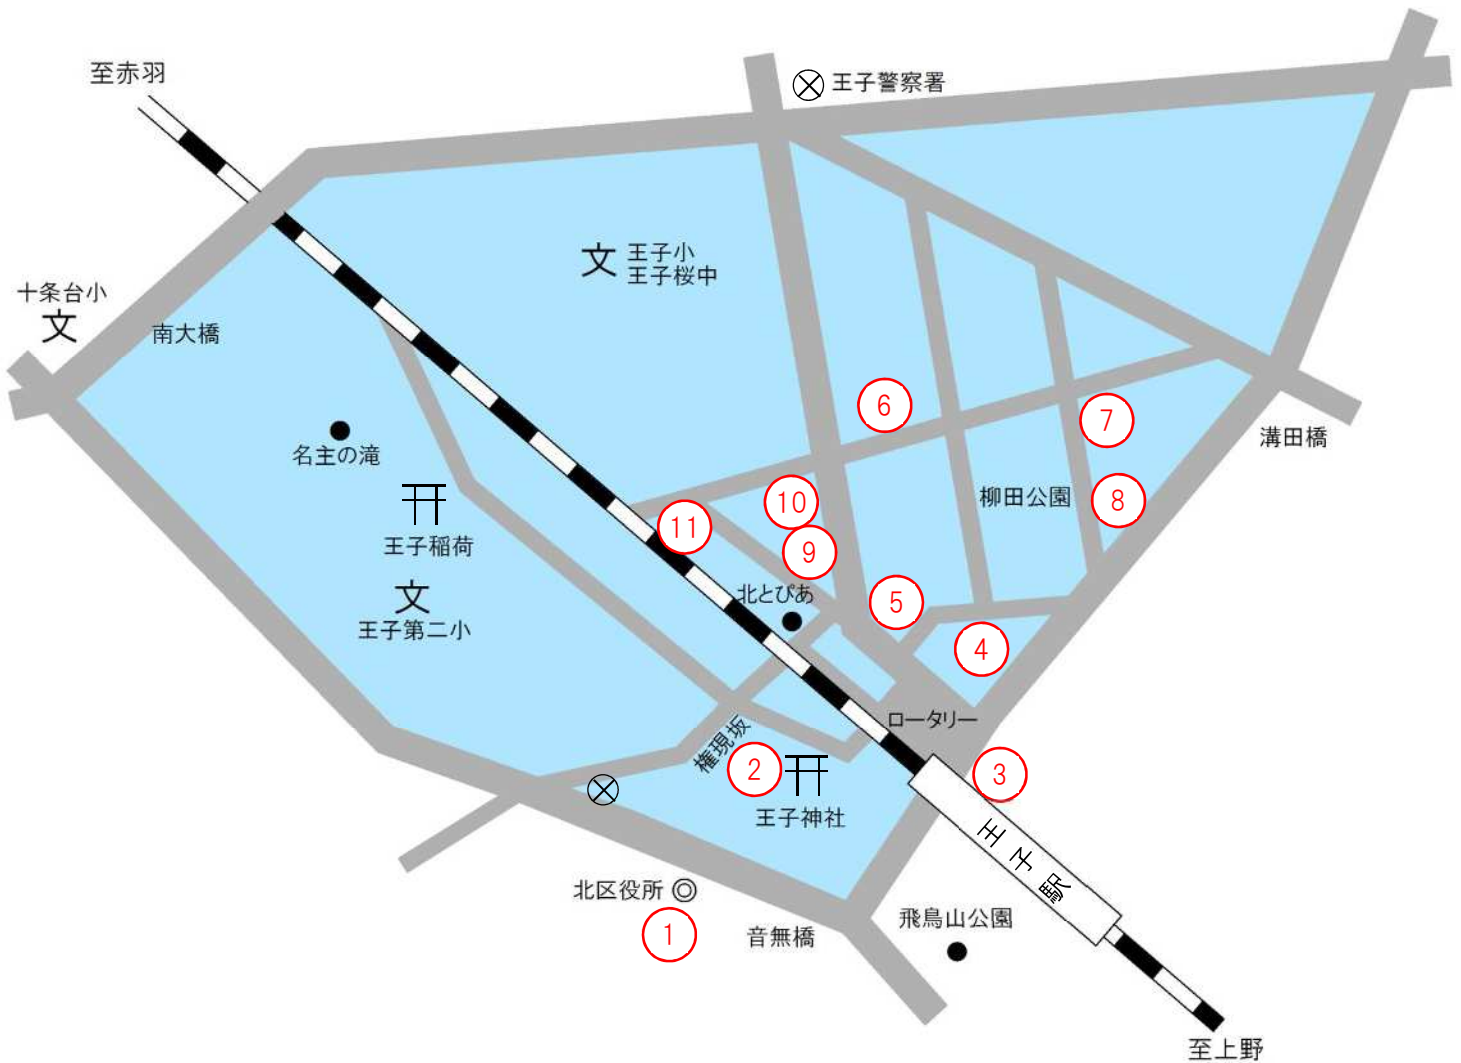 至赤羽
王子警察署
文 王子小
王子桜中
十条台小
文
南大橋
6
7
溝田橋
名主の滝
10
柳田公園
8
11
9
王子稲荷
北とぴあ
5
文
王子第二小
4
ロータリー
権現坂
2
3
王子神社
王子駅
北区役所
1
音無橋
飛鳥山公園
至上野